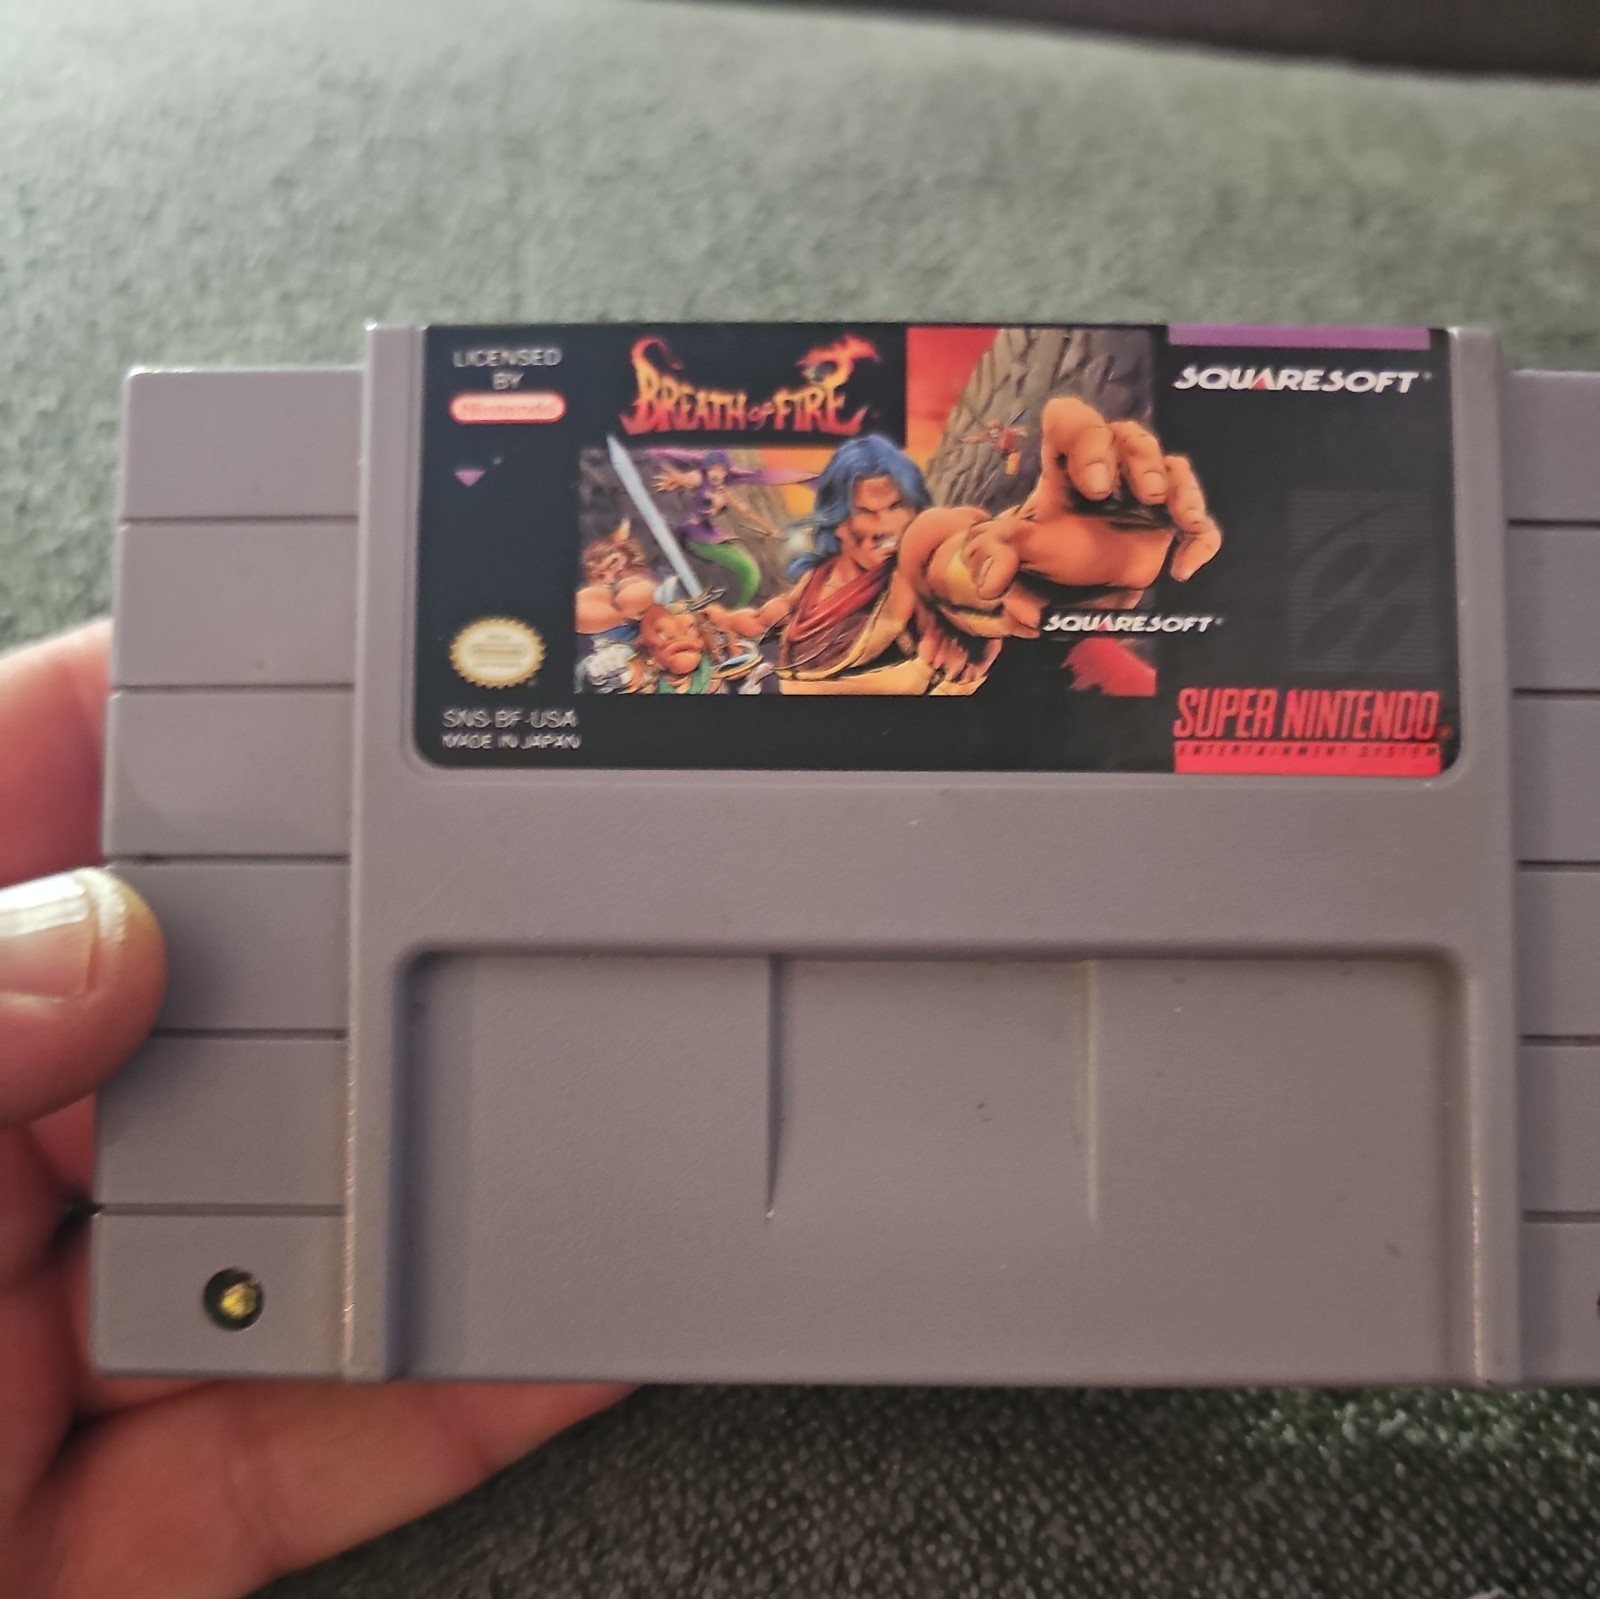 LICENSED
BY
Nintendo
BREATH OF FIRE
SQUARESOFT
SQUARESOFT
SNS-BF-USA
MADE IN JAPAN
SUPER NINTENDO
ENTERTAINMENT SYSTEM